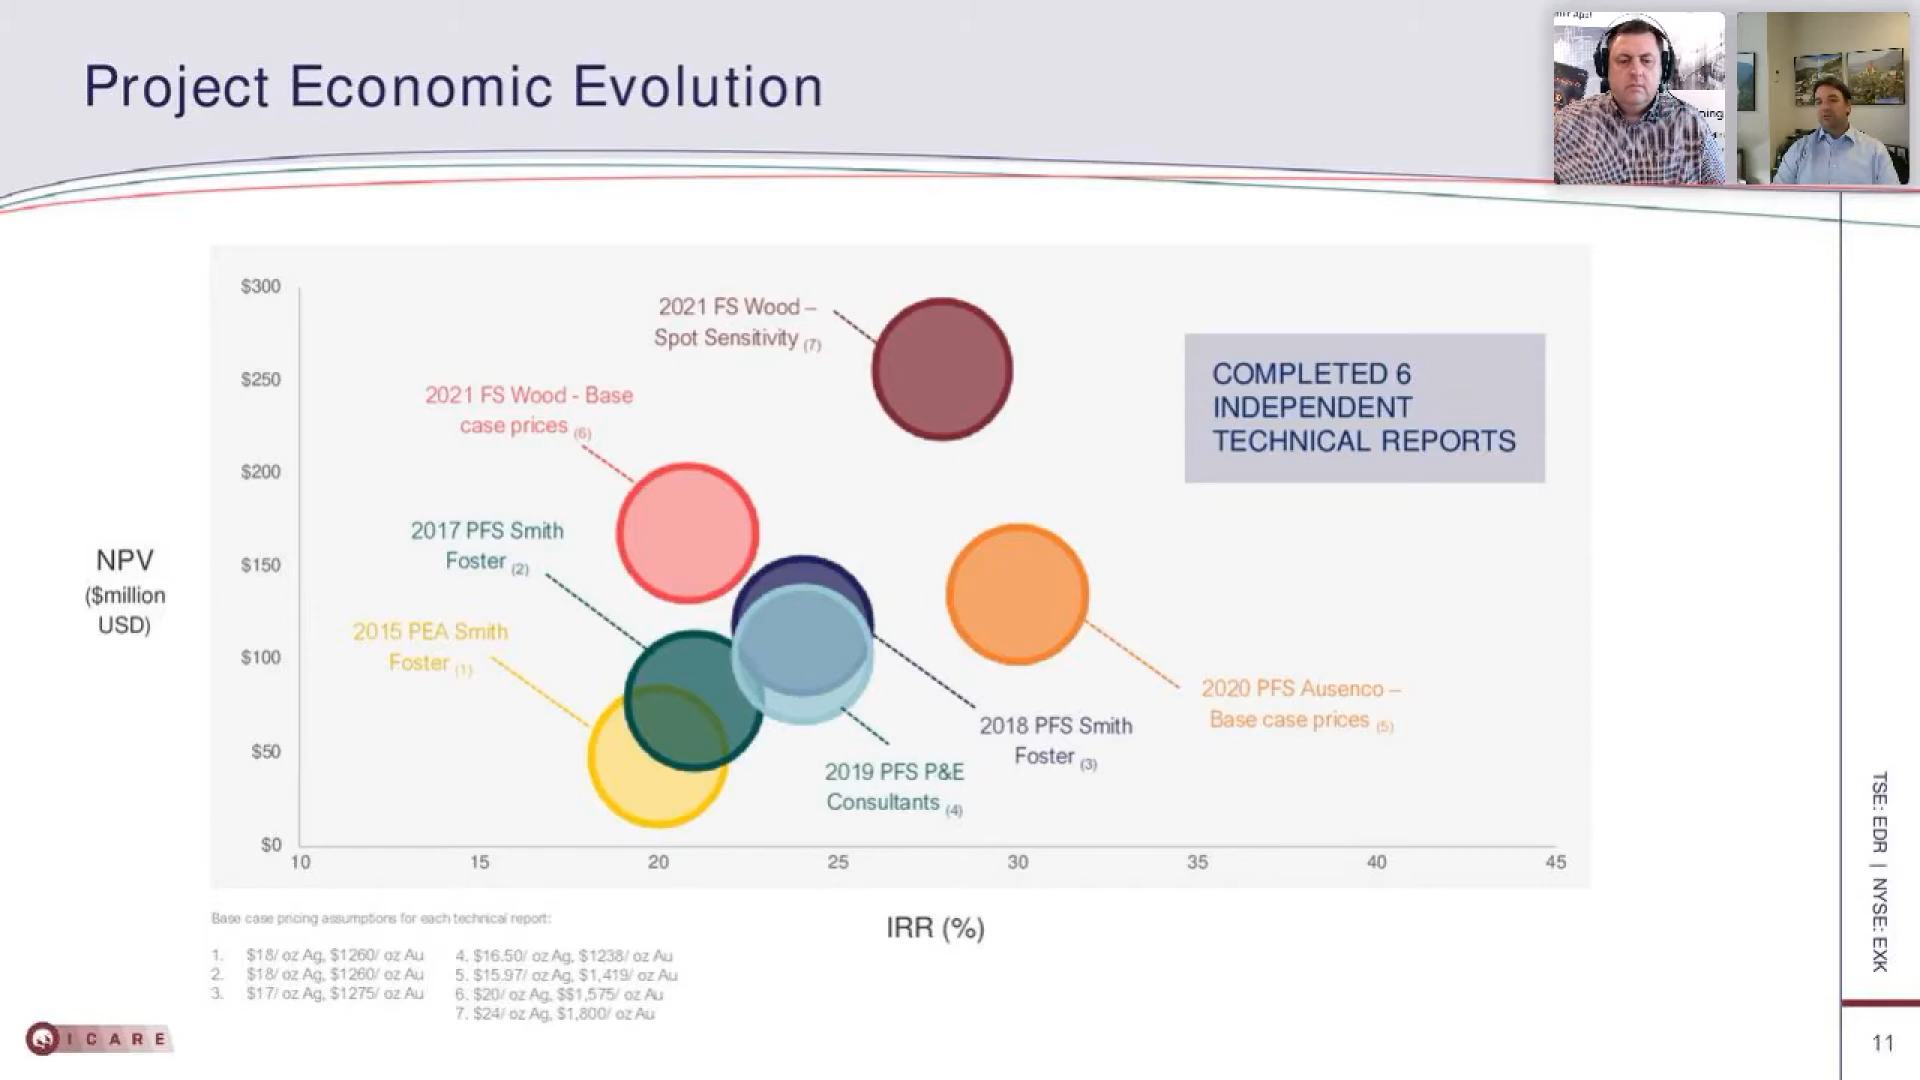 Project Economic Evolution
$300
$250
$200
$150
$100
$50
$0
10 15 20 25 30 35 40 45
NPV
($million
USD)
IRR (%)
2021 FS Wood –
Spot Sensitivity (7)
2021 FS Wood - Base
case prices (6)
2017 PFS Smith
Foster (2)
2015 PEA Smith
Foster (1)
2018 PFS Smith
Foster (3)
2019 PFS P&E
Consultants (4)
2020 PFS Ausenco –
Base case prices (5)
COMPLETED 6
INDEPENDENT
TECHNICAL REPORTS
Base case pricing assumptions for each technical report:
1. $18/ oz Ag, $1260/ oz Au
2. $18/ oz Ag, $1260/ oz Au
3. $17/ oz Ag, $1275/ oz Au
4. $16.50/ oz Ag, $1238/ oz Au
5. $15.97/ oz Ag, $1,419/ oz Au
6. $20/ oz Ag, $$1,575/ oz Au
7. $24/ oz Ag, $1,800/ oz Au
TSE: EDR | NYSE: EXK
ICARE
11